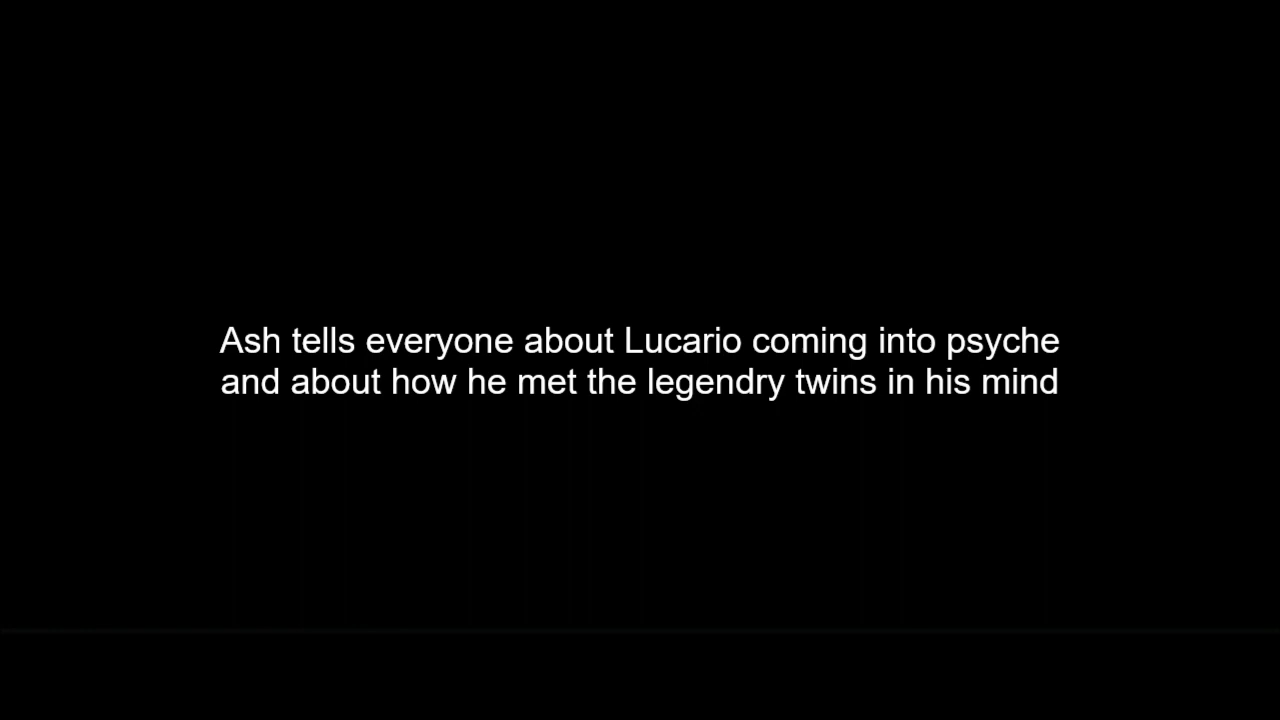 Ash tells everyone about Lucario coming into psyche
and about how he met the legendry twins in his mind